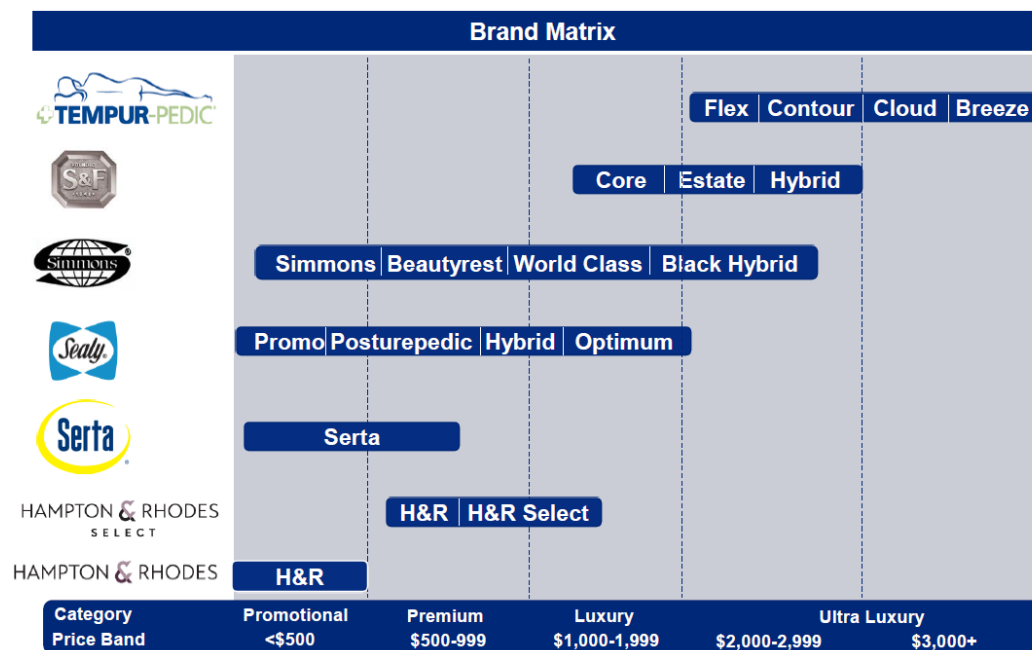 Brand Matrix
TEMPUR-PEDIC®
Flex Contour Cloud Breeze
S&F
Core Estate Hybrid
Simmons®
Simmons Beautyrest World Class Black Hybrid
Sealy
Promo Posturepedic Hybrid Optimum
Serta®
Serta
HAMPTON & RHODES
SELECT
H&R H&R Select
HAMPTON & RHODES
H&R
Category Promotional Premium Luxury Ultra Luxury
Price Band <$500 $500-999 $1,000-1,999 $2,000-2,999 $3,000+